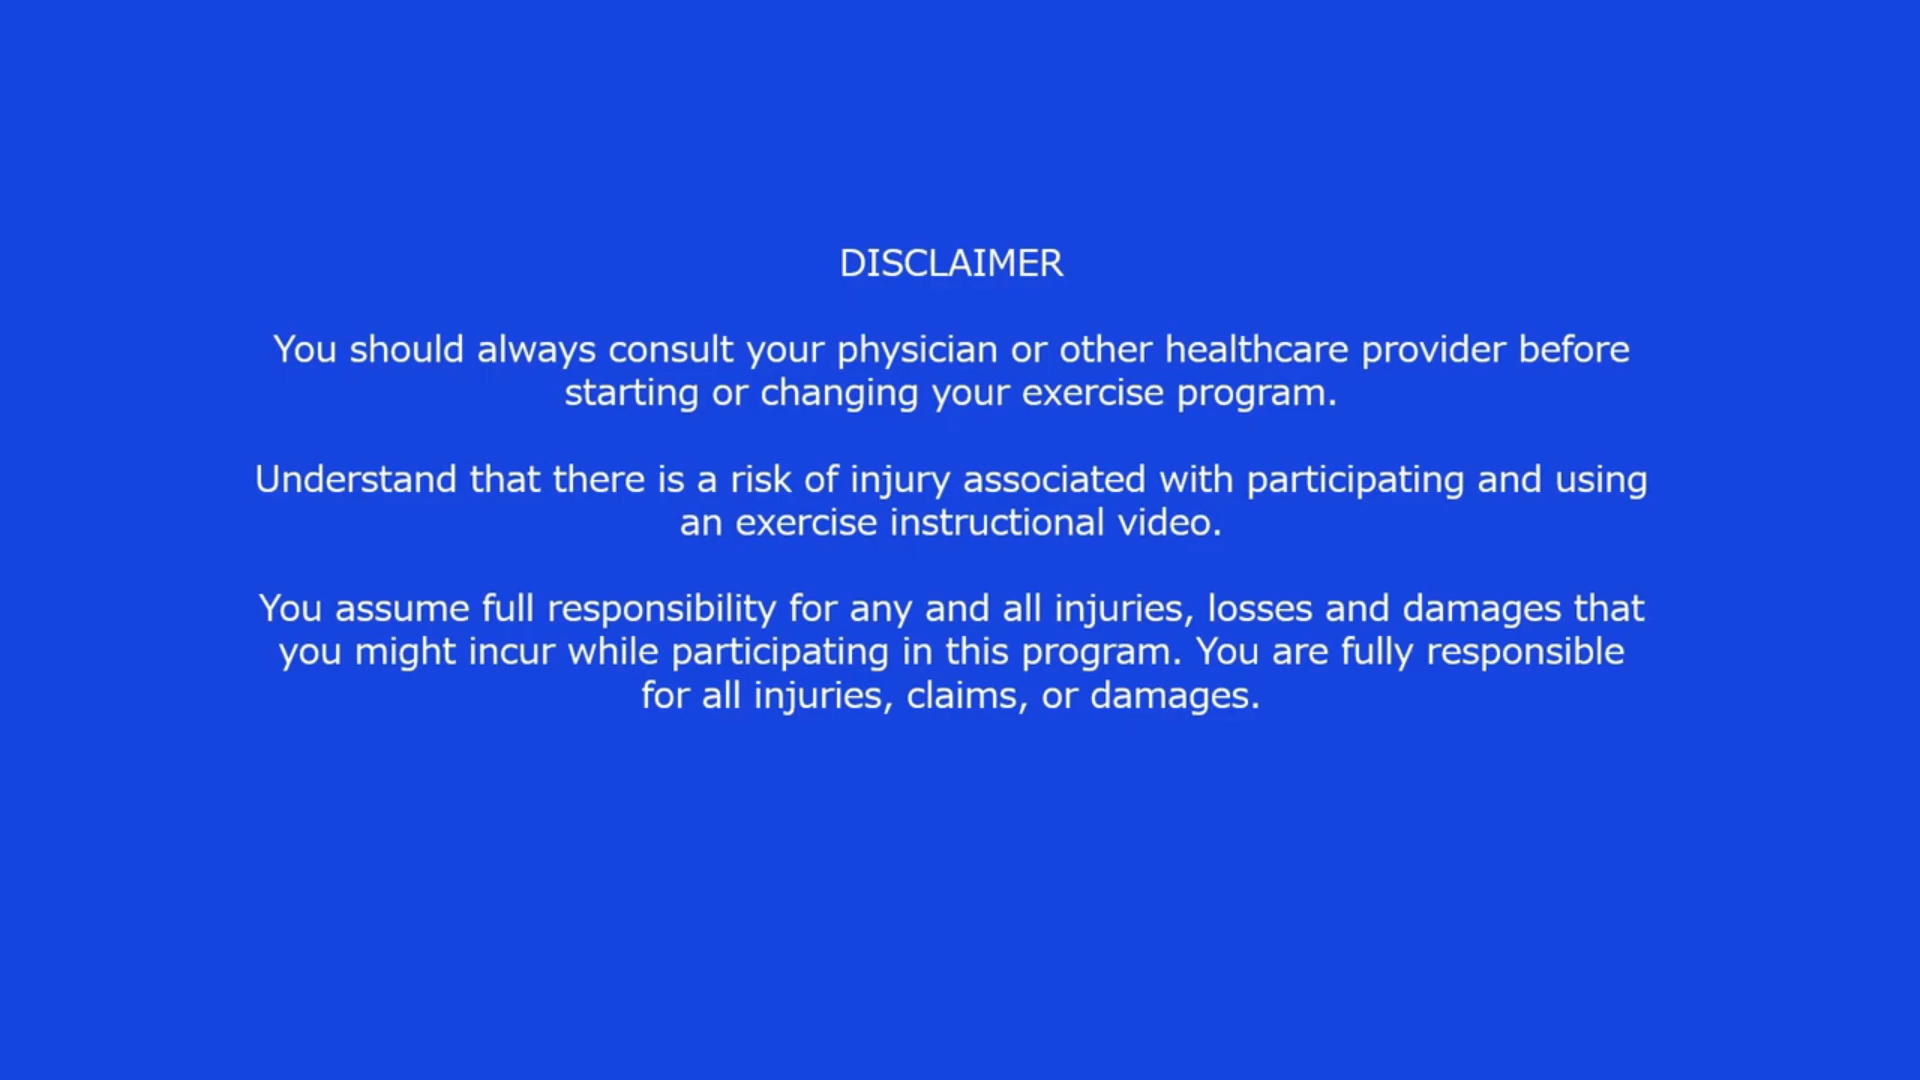 DISCLAIMER
You should always consult your physician or other healthcare provider before
starting or changing your exercise program.
Understand that there is a risk of injury associated with participating and using
an exercise instructional video.
You assume full responsibility for any and all injuries, losses and damages that
you might incur while participating in this program. You are fully responsible
for all injuries, claims, or damages.